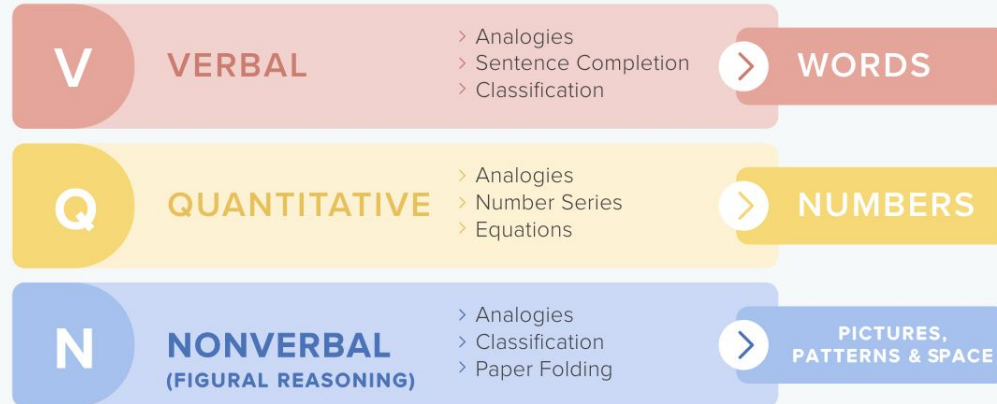 V
VERBAL
> Analogies
> Sentence Completion
> Classification
WORDS
Q
QUANTITATIVE
> Analogies
> Number Series
> Equations
NUMBERS
N
NONVERBAL
(FIGURAL REASONING)
> Analogies
> Classification
> Paper Folding
PICTURES,
PATTERNS & SPACE